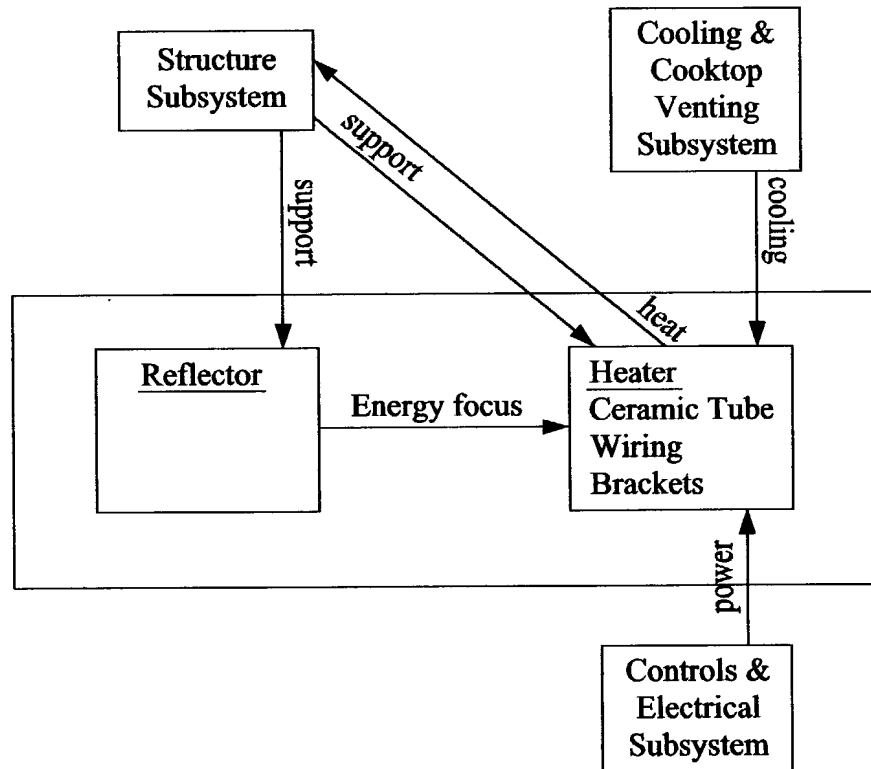 Structure
Subsystem
Cooling &
Cooktop
Venting
Subsystem
support
support
cooling
heat
Reflector
Energy focus
Heater
Ceramic Tube
Wiring
Brackets
power
Controls &
Electrical
Subsystem